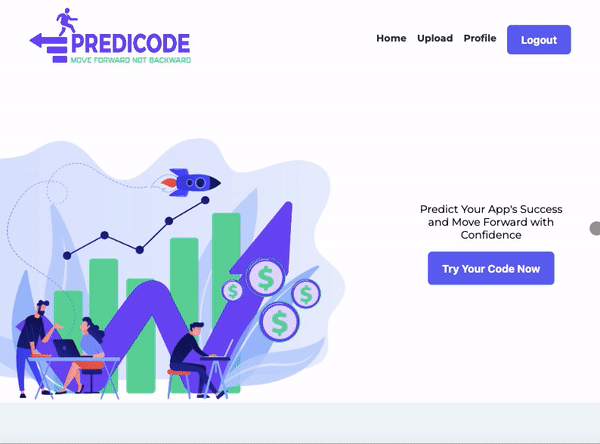 PREDICODE
MOVE FORWARD NOT BACKWARD
Home Upload Profile Logout
Predict Your App's Success
and Move Forward with
Confidence
Try Your Code Now
$
$
$
$